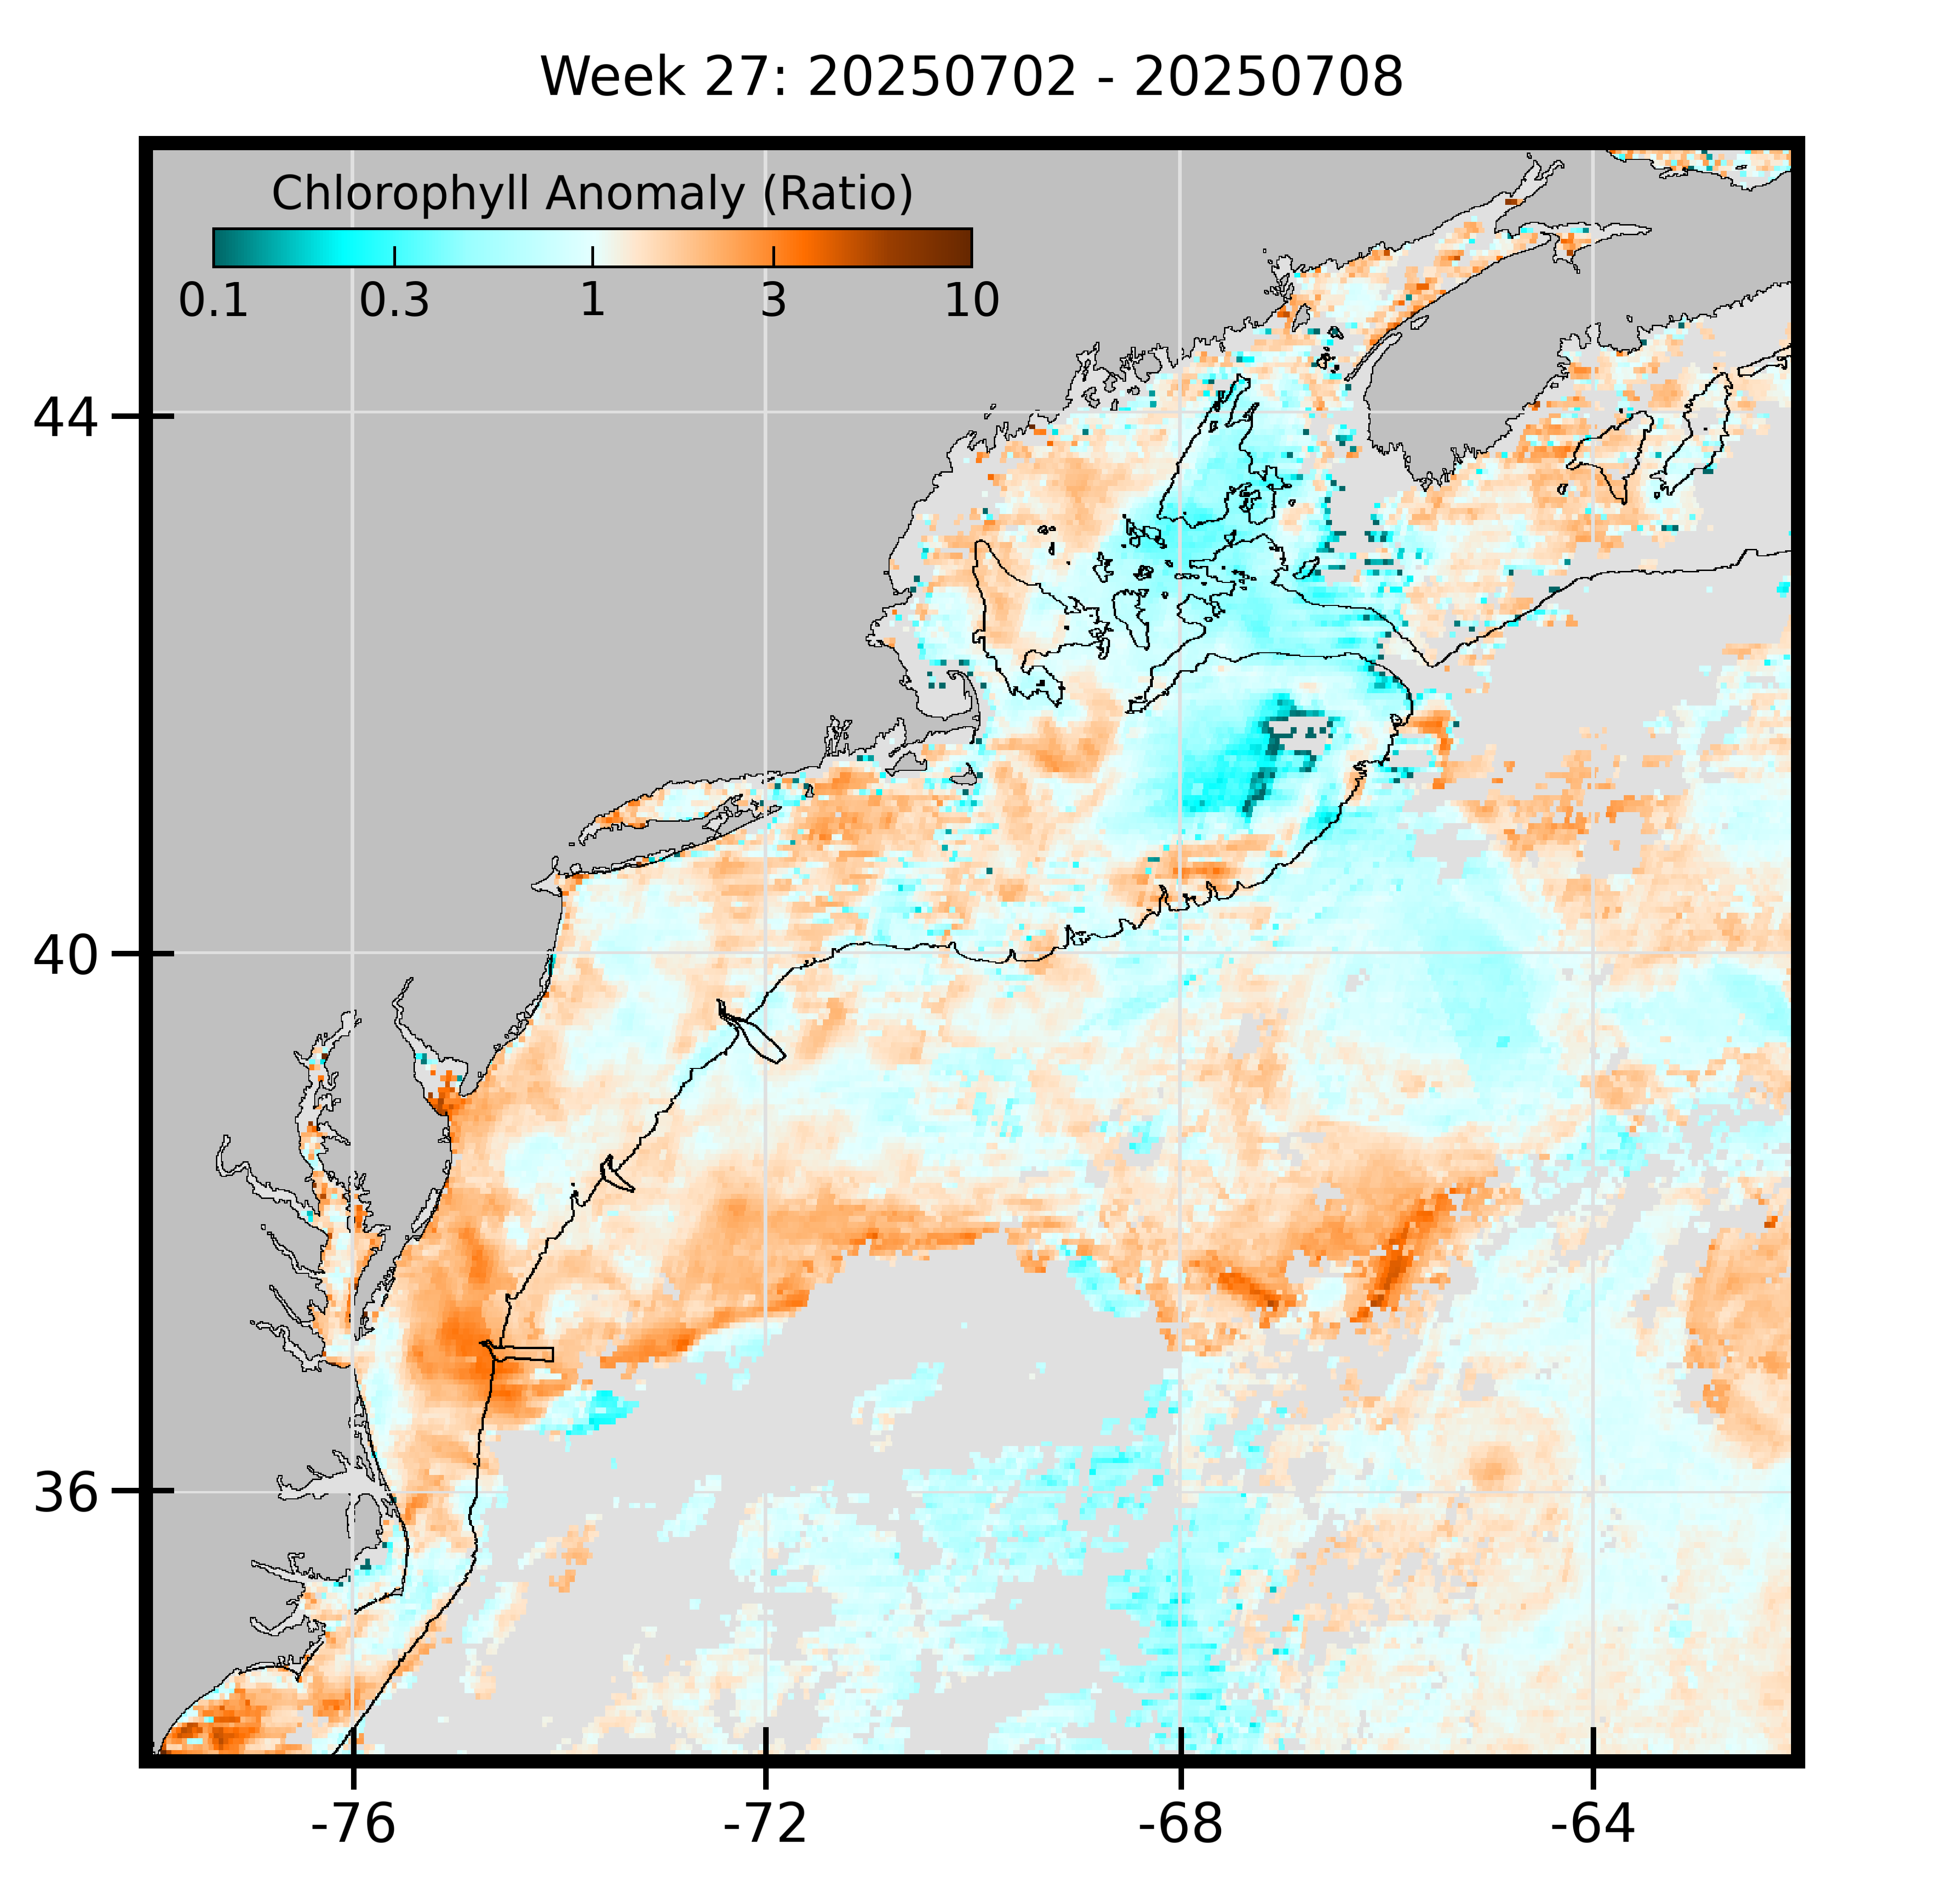 Week 27: 20250702 - 20250708
Chlorophyll Anomaly (Ratio)
0.1 0.3 1 3 10
44
40
36
-76 -72 -68 -64